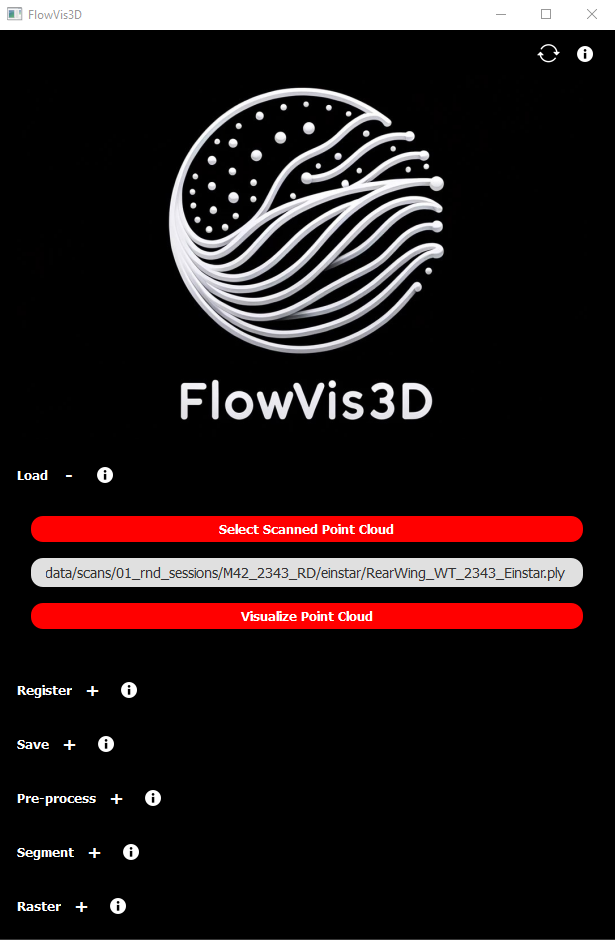 FlowVis3D
FlowVis3D
Load -
Select Scanned Point Cloud
data/scans/01_rnd_sessions/M42_2343_RD/einstar/RearWing_WT_2343_Einstar.ply
Visualize Point Cloud
Register +
Save +
Pre-process +
Segment +
Raster +